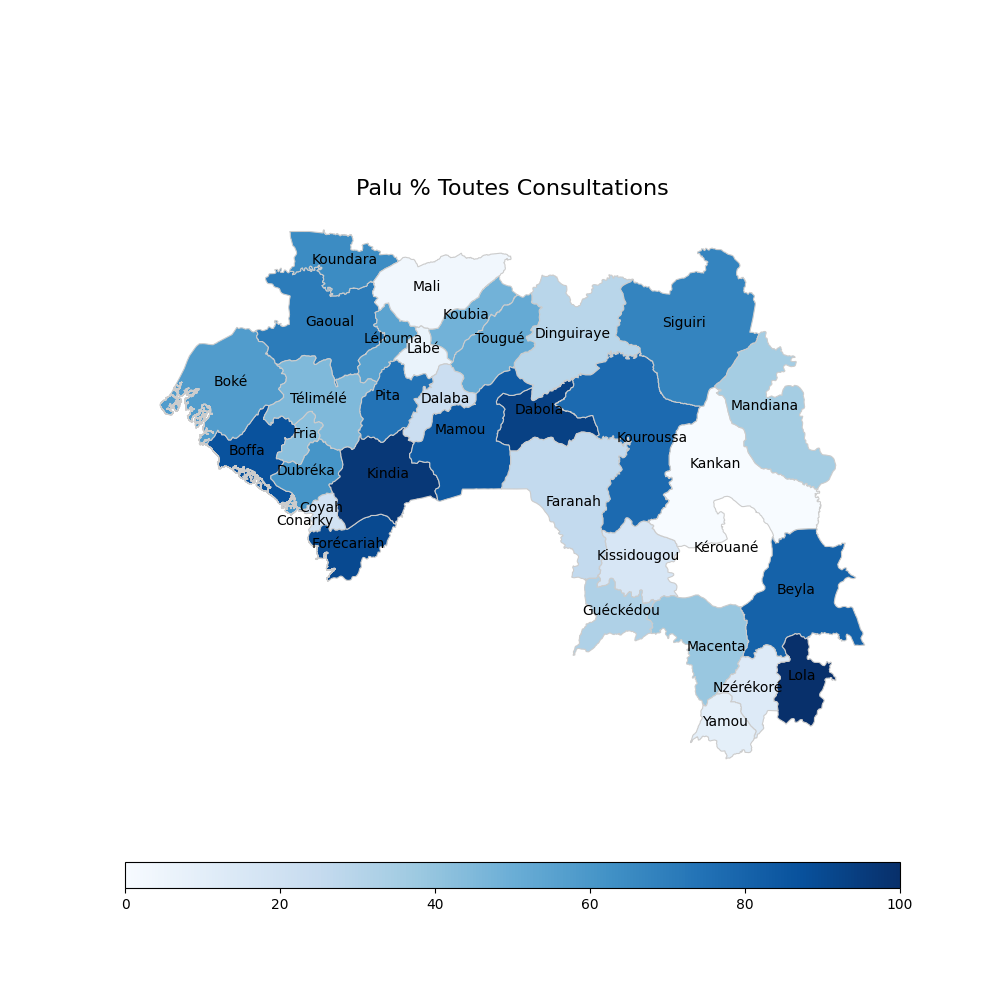 Palu % Toutes Consultations
Koundara
Mali
Koubia
Gaoual
Lélouma
Labé
Tougué
Dinguiraye
Siguiri
Boké
Télimélé
Pita
Dalaba
Mandiana
Dabola
Fria
Mamou
Kouroussa
Boffa
Dubréka
Kindia
Kankan
Faranah
Coyah
Conarky
Forécariah
Kissidougou
Kérouané
Beyla
Guéckédou
Macenta
Lola
Nzérékoré
Yamou
0 20 40 60 80 100